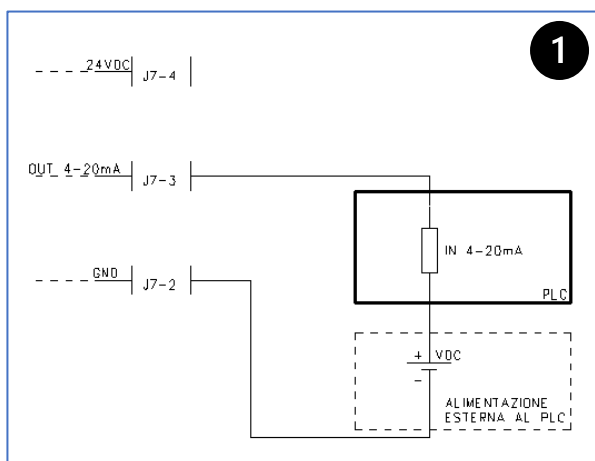 1
24VDC
J7-4
OUT 4-20mA
J7-3
IN 4-20mA
GND
J7-2
PLC
+ VDC
-
ALIMENTAZIONE
ESTERNA AL PLC